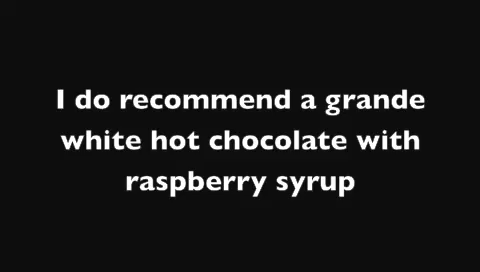 I do recommend a grande
white hot chocolate with
raspberry syrup